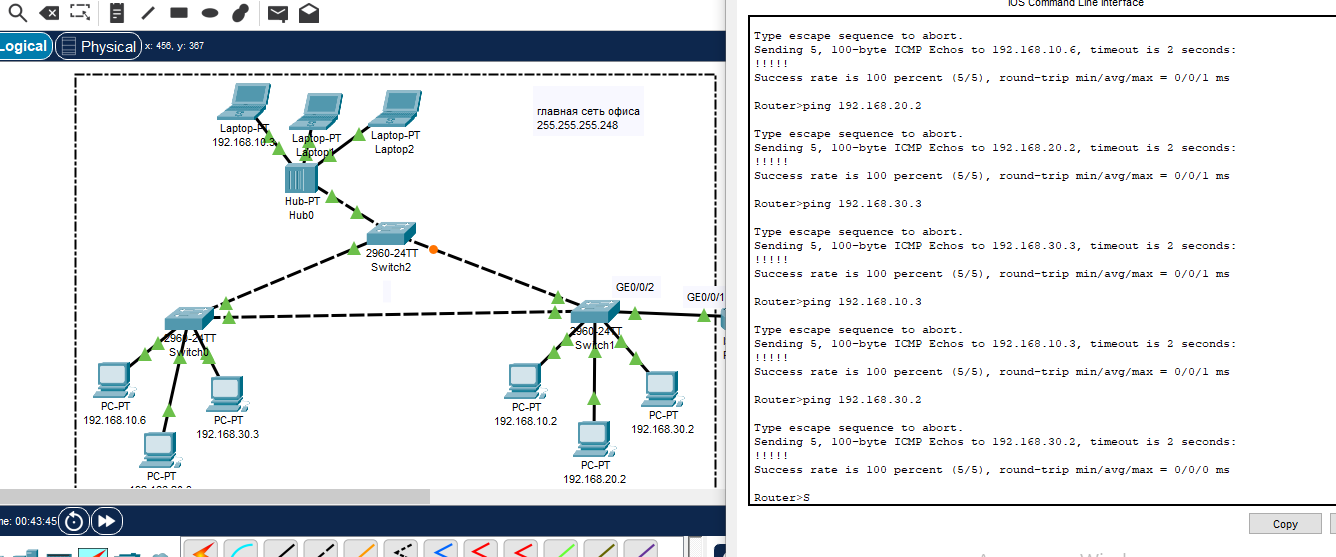 Logical
Physical
x: 456, y: 367
главная сеть офиса
255.255.255.248
Laptop-PT
192.168.10.3
Laptop-PT
Laptop1
Laptop-PT
Laptop2
Hub-PT
Hub0
2960-24TT
Switch2
GE0/0/2
GE0/0/1
2960-24TT
Switch0
2960-24TT
Switch1
PC-PT
192.168.10.6
PC-PT
192.168.30.3
PC-PT
PC-PT
192.168.10.2
PC-PT
192.168.30.2
PC-PT
192.168.20.2
me: 00:43:45
IOS Command Line Interface
Type escape sequence to abort.
Sending 5, 100-byte ICMP Echos to 192.168.10.6, timeout is 2 seconds:
!!!!!
Success rate is 100 percent (5/5), round-trip min/avg/max = 0/0/1 ms
Router>ping 192.168.20.2
Type escape sequence to abort.
Sending 5, 100-byte ICMP Echos to 192.168.20.2, timeout is 2 seconds:
!!!!!
Success rate is 100 percent (5/5), round-trip min/avg/max = 0/0/1 ms
Router>ping 192.168.30.3
Type escape sequence to abort.
Sending 5, 100-byte ICMP Echos to 192.168.30.3, timeout is 2 seconds:
!!!!!
Success rate is 100 percent (5/5), round-trip min/avg/max = 0/0/1 ms
Router>ping 192.168.10.3
Type escape sequence to abort.
Sending 5, 100-byte ICMP Echos to 192.168.10.3, timeout is 2 seconds:
!!!!!
Success rate is 100 percent (5/5), round-trip min/avg/max = 0/0/1 ms
Router>ping 192.168.30.2
Type escape sequence to abort.
Sending 5, 100-byte ICMP Echos to 192.168.30.2, timeout is 2 seconds:
!!!!!
Success rate is 100 percent (5/5), round-trip min/avg/max = 0/0/0 ms
Router>S
Copy